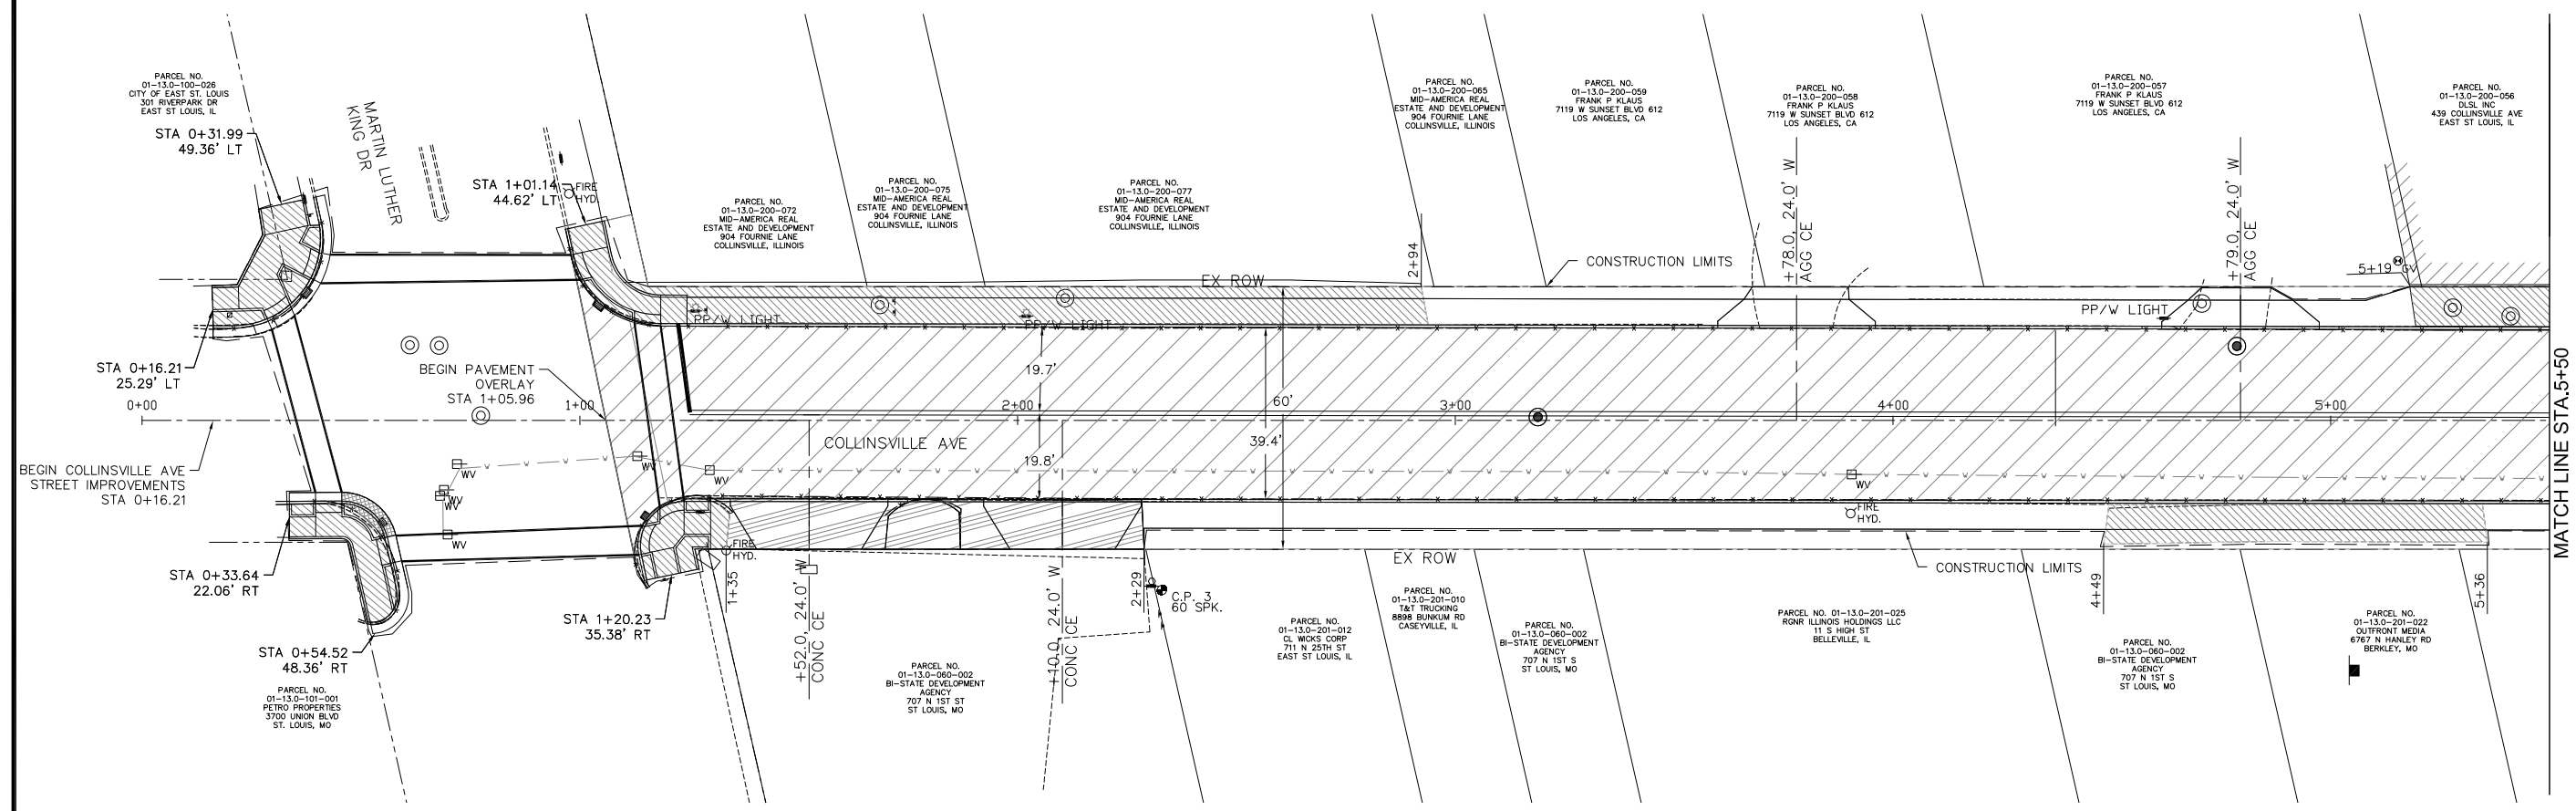 PARCEL NO.
01-13.0-100-026
CITY OF EAST ST. LOUIS
301 RIVERPARK DR
EAST ST LOUIS, IL
STA 0+31.99
49.36' LT
MARTIN LUTHER
KING DR
STA 1+01.14
44.62' LT
FIRE
HYD.
PARCEL NO.
01-13.0-200-072
MID-AMERICA REAL
ESTATE AND DEVELOPMENT
904 FOURNIE LANE
COLLINSVILLE, ILLINOIS
PARCEL NO.
01-13.0-200-075
MID-AMERICA REAL
ESTATE AND DEVELOPMENT
904 FOURNIE LANE
COLLINSVILLE, ILLINOIS
PARCEL NO.
01-13.0-200-077
MID-AMERICA REAL
ESTATE AND DEVELOPMENT
904 FOURNIE LANE
COLLINSVILLE, ILLINOIS
PARCEL NO.
01-13.0-200-065
MID-AMERICA REAL
ESTATE AND DEVELOPMENT
904 FOURNIE LANE
COLLINSVILLE, ILLINOIS
PARCEL NO.
01-13.0-200-059
FRANK P KLAUS
7119 W SUNSET BLVD 612
LOS ANGELES, CA
PARCEL NO.
01-13.0-200-058
FRANK P KLAUS
7119 W SUNSET BLVD 612
LOS ANGELES, CA
PARCEL NO.
01-13.0-200-057
FRANK P KLAUS
7119 W SUNSET BLVD 612
LOS ANGELES, CA
PARCEL NO.
01-13.0-200-056
DLSL INC
439 COLLINSVILLE AVE
EAST ST LOUIS, IL
2+94
CONSTRUCTION LIMITS
+78.0, 24.0' W
AGG CE
+79.0, 24.0' W
AGG CE
5+19
GV
EX ROW
PP/W LIGHT
PP/W LIGHT
PP/W LIGHT
STA 0+16.21
25.29' LT
BEGIN PAVEMENT
OVERLAY
STA 1+05.96
19.7'
60'
0+00
1+00
2+00
3+00
4+00
5+00
COLLINSVILLE AVE
39.4'
19.8'
BEGIN COLLINSVILLE AVE
STREET IMPROVEMENTS
STA 0+16.21
WV
WV
WV
WV
WV
WV
WV
MATCH LINE STA.5+50
STA 0+33.64
22.06' RT
STA 0+54.52
48.36' RT
STA 1+20.23
35.38' RT
FIRE
HYD.
1+35
+52.0, 24.0' W
CONC CE
+10.0, 24.0' W
CONC CE
2+29
C.P. 3
60 SPK.
EX ROW
FIRE
HYD.
CONSTRUCTION LIMITS
4+49
5+36
PARCEL NO.
01-13.0-101-001
PETRO PROPERTIES
3700 UNION BLVD
ST. LOUIS, MO
PARCEL NO.
01-13.0-060-002
BI-STATE DEVELOPMENT
AGENCY
707 N 1ST ST
ST LOUIS, MO
PARCEL NO.
01-13.0-201-012
CL WICKS CORP
711 N 25TH ST
EAST ST LOUIS, IL
PARCEL NO.
01-13.0-201-010
T&T TRUCKING
8898 BUNKUM RD
CASEYVILLE, IL
PARCEL NO.
01-13.0-060-002
BI-STATE DEVELOPMENT
AGENCY
707 N 1ST S
ST LOUIS, MO
PARCEL NO. 01-13.0-201-025
RGNR ILLINOIS HOLDINGS LLC
11 S HIGH ST
BELLEVILLE, IL
PARCEL NO.
01-13.0-060-002
BI-STATE DEVELOPMENT
AGENCY
707 N 1ST S
ST LOUIS, MO
PARCEL NO.
01-13.0-201-022
OUTFRONT MEDIA
6767 N HANLEY RD
BERKLEY, MO